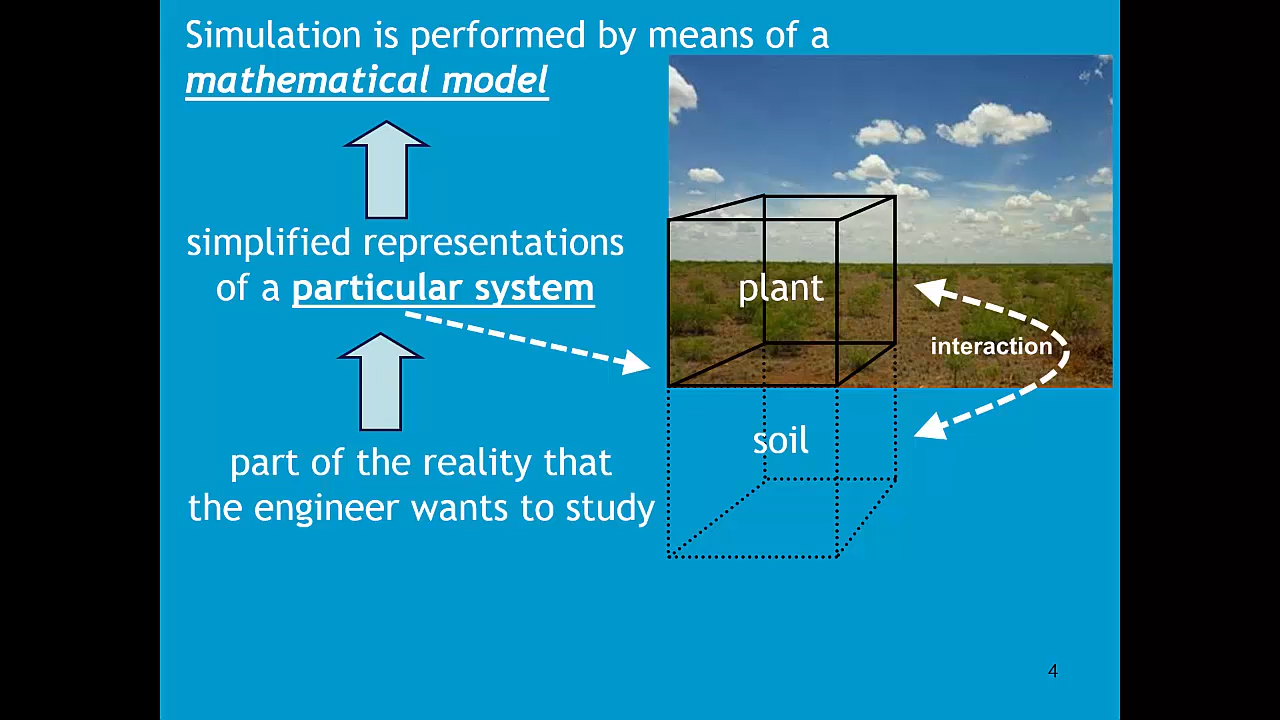 Simulation is performed by means of a
mathematical model
simplified representations
of a particular system
part of the reality that
the engineer wants to study
plant
interaction
soil
4